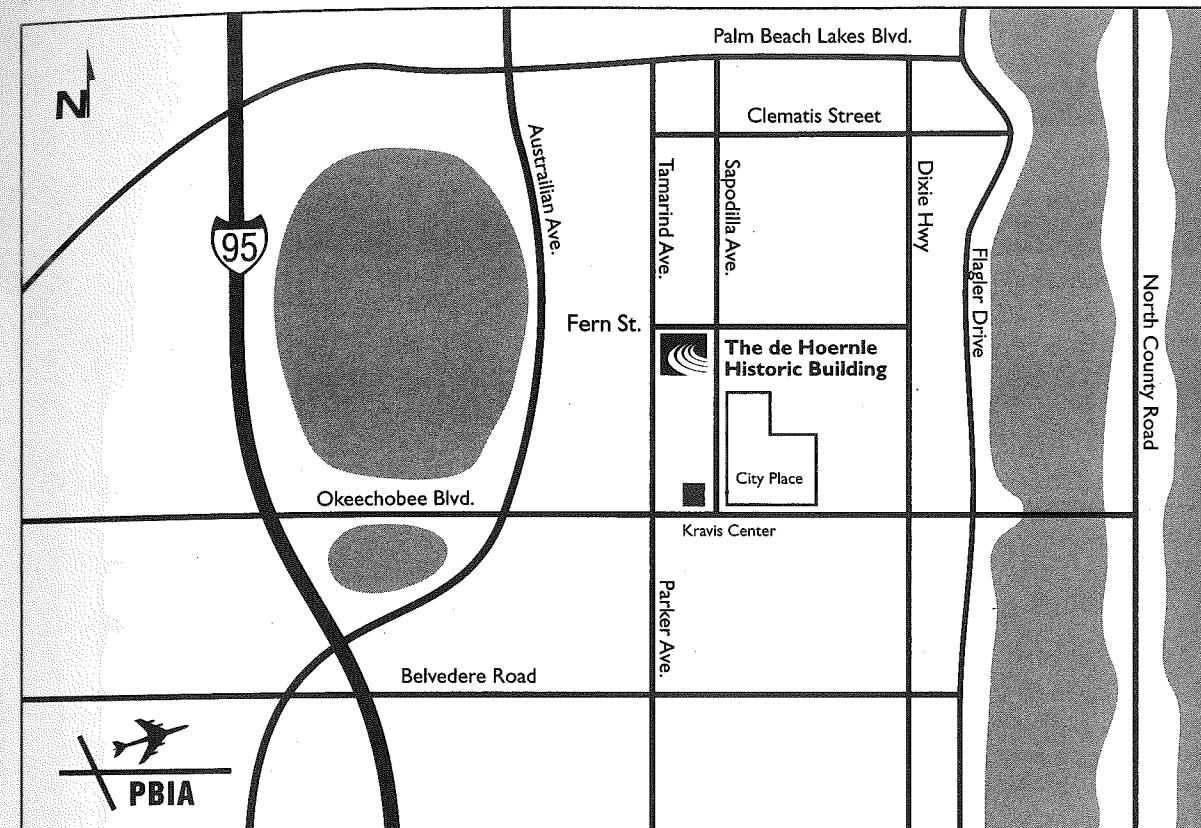 Palm Beach Lakes Blvd.
N
Clematis Street
Austrailian Ave.
Tamarind Ave.
Sapodilla Ave.
Dixie Hwy
95
Flagler Drive
North County Road
Fern St.
The de Hoernle
Historic Building
City Place
Okeechobee Blvd.
Kravis Center
Parker Ave.
Belvedere Road
PBIA